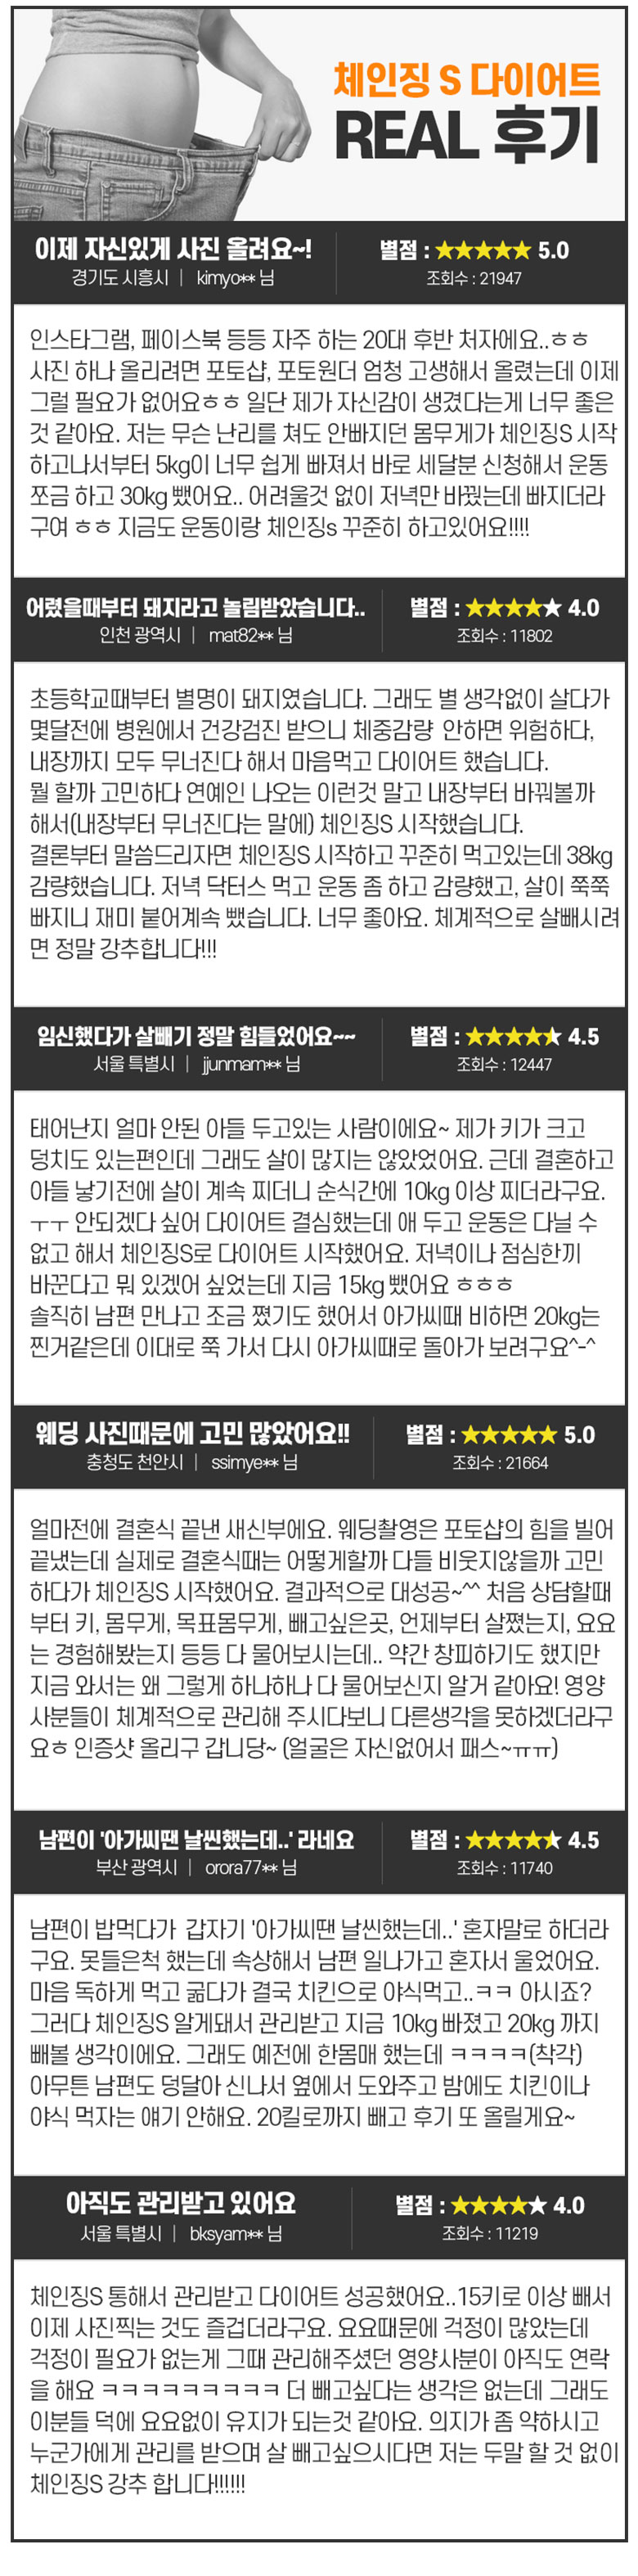 체인징 S 다이어트
REAL 후기
이제 자신있게 사진 올려요~!
경기도 시흥시 | kimyo** 님
별점 : ★★★★★ 5.0
조회수 : 21947
인스타그램, 페이스북 등등 자주 하는 20대 후반 처자에요..ㅎㅎ
사진 하나 올리려면 포토샵, 포토원더 엄청 고생해서 올렸는데 이제
그럴 필요가 없어요ㅎㅎ 일단 제가 자신감이 생겼다는게 너무 좋은
것 같아요. 저는 무슨 난리를 쳐도 안빠지던 몸무게가 체인징S 시작
하고나서부터 5kg이 너무 쉽게 빠져서 바로 세달분 신청해서 운동
쪼금 하고 30kg 뺐어요.. 어려울것 없이 저녁만 바꿨는데 빠지더라
구여 ㅎㅎ 지금도 운동이랑 체인징s 꾸준히 하고있어요!!!!
어렸을때부터 돼지라고 놀림받았습니다..
인천 광역시 | mat82** 님
별점 : ★★★★★ 4.0
조회수 : 11802
초등학교때부터 별명이 돼지였습니다. 그래도 별 생각없이 살다가
몇달전에 병원에서 건강검진 받으니 체중감량 안하면 위험하다,
내장까지 모두 무너진다 해서 마음먹고 다이어트 했습니다.
뭘 할까 고민하다 연예인 나오는 이런것 말고 내장부터 바꿔볼까
해서(내장부터 무너진다는 말에) 체인징S 시작했습니다.
결론부터 말씀드리자면 체인징S 시작하고 꾸준히 먹고있는데 38kg
감량했습니다. 저녁 닥터스 먹고 운동 좀 하고 감량했고, 살이 쭉쭉
빠지니 재미 붙어계속 뺐습니다. 너무 좋아요. 체계적으로 살빼시려
면 정말 강추합니다!!!
임신했다가 살빼기 정말 힘들었어요~~
서울 특별시 | jjunmam** 님
별점 : ★★★★★ 4.5
조회수 : 12447
태어난지 얼마 안된 아들 두고있는 사람이에요~ 제가 키가 크고
덩치도 있는편인데 그래도 살이 많지는 않았었어요. 근데 결혼하고
아들 낳기전에 살이 계속 찌더니 순식간에 10kg 이상 찌더라구요.
ㅜㅜ 안되겠다 싶어 다이어트 결심했는데 애 두고 운동은 다닐 수
없고 해서 체인징S로 다이어트 시작했어요. 저녁이나 점심한끼
바꾼다고 뭐 있겠어 싶었는데 지금 15kg 뺐어요 ㅎㅎㅎ
솔직히 남편 만나고 조금 쪘기도 했어서 아가씨때 비하면 20kg는
찐거같은데 이대로 쭉 가서 다시 아가씨때로 돌아가 보려구요^-^
웨딩 사진때문에 고민 많았어요!!
충청도 천안시 | ssimye** 님
별점 : ★★★★★ 5.0
조회수 : 21664
얼마전에 결혼식 끝낸 새신부에요. 웨딩촬영은 포토샵의 힘을 빌어
끝냈는데 실제로 결혼식때는 어떻게할까 다들 비웃지않을까 고민
하다가 체인징S 시작했어요. 결과적으로 대성공~^^ 처음 상담할때
부터 키, 몸무게, 목표몸무게, 빼고싶은곳, 언제부터 살쪘는지, 요요
는 경험해봤는지 등등 다 물어보시는데.. 약간 창피하기도 했지만
지금 와서는 왜 그렇게 하나하나 다 물어보신지 알거 같아요! 영양
사분들이 체계적으로 관리해 주시다보니 다른생각을 못하겠더라구
요ㅎ 인증샷 올리구 갑니당~ (얼굴은 자신없어서 패스~ㅠㅠ)
남편이 '아가씨땐 날씬했는데..' 라네요
부산 광역시 | orora77** 님
별점 : ★★★★★ 4.5
조회수 : 11740
남편이 밥먹다가 갑자기 '아가씨땐 날씬했는데..' 혼자말로 하더라
구요. 못들은척 했는데 속상해서 남편 일나가고 혼자서 울었어요.
마음 독하게 먹고 굶다가 결국 치킨으로 야식먹고..ㅋㅋ 아시죠?
그러다 체인징S 알게돼서 관리받고 지금 10kg 빠졌고 20kg 까지
빼볼 생각이에요. 그래도 예전에 한몸매 했는데 ㅋㅋㅋㅋ(착각)
아무튼 남편도 덩달아 신나서 옆에서 도와주고 밤에도 치킨이나
야식 먹자는 얘기 안해요. 20킬로까지 빼고 후기 또 올릴게요~
아직도 관리받고 있어요
서울 특별시 | bksyam** 님
별점 : ★★★★★ 4.0
조회수 : 11219
체인징S 통해서 관리받고 다이어트 성공했어요..15키로 이상 빼서
이제 사진찍는 것도 즐겁더라구요. 요요때문에 걱정이 많았는데
걱정이 필요가 없는게 그때 관리해주셨던 영양사분이 아직도 연락
을 해요 ㅋㅋㅋㅋㅋㅋㅋㅋㅋ 더 빼고싶다는 생각은 없는데 그래도
이분들 덕에 요요없이 유지가 되는것 같아요. 의지가 좀 약하시고
누군가에게 관리를 받으며 살 빼고싶으시다면 저는 두말 할 것 없이
체인징S 강추 합니다!!!!!!